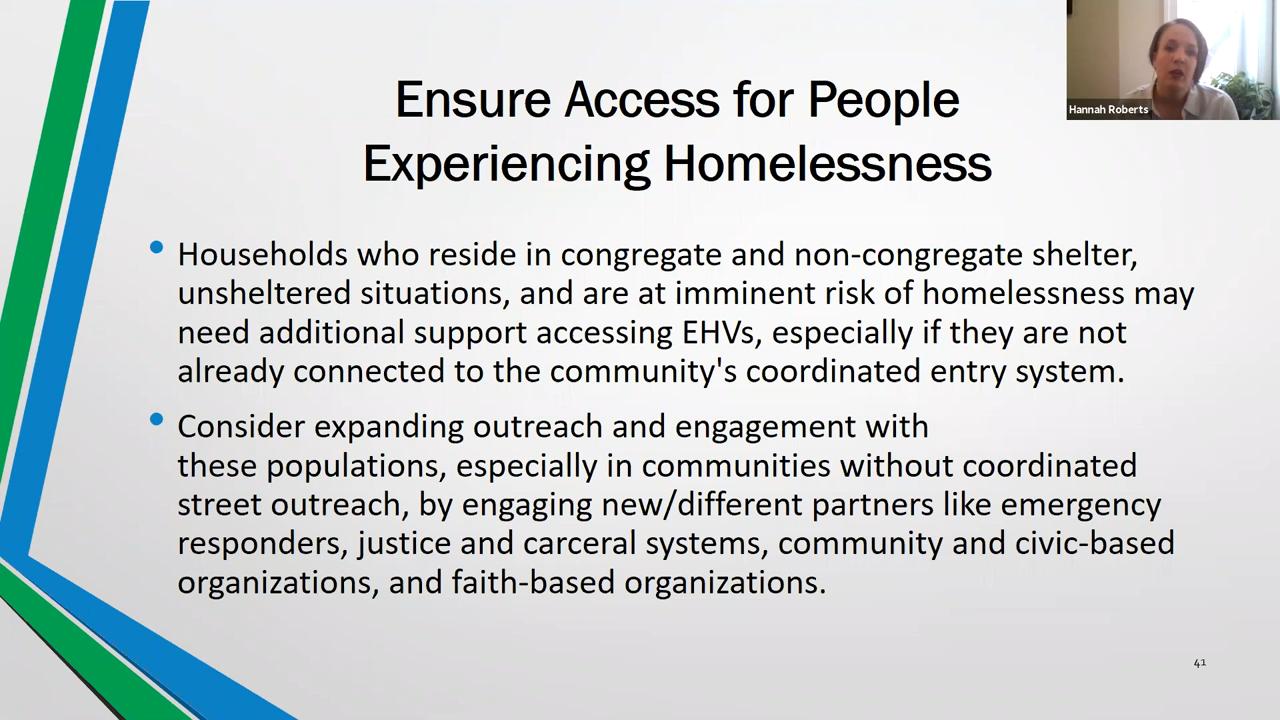 Ensure Access for People
Experiencing Homelessness
Hannah Roberts
• Households who reside in congregate and non-congregate shelter,
unsheltered situations, and are at imminent risk of homelessness may
need additional support accessing EHVs, especially if they are not
already connected to the community's coordinated entry system.
• Consider expanding outreach and engagement with
these populations, especially in communities without coordinated
street outreach, by engaging new/different partners like emergency
responders, justice and carceral systems, community and civic-based
organizations, and faith-based organizations.
41